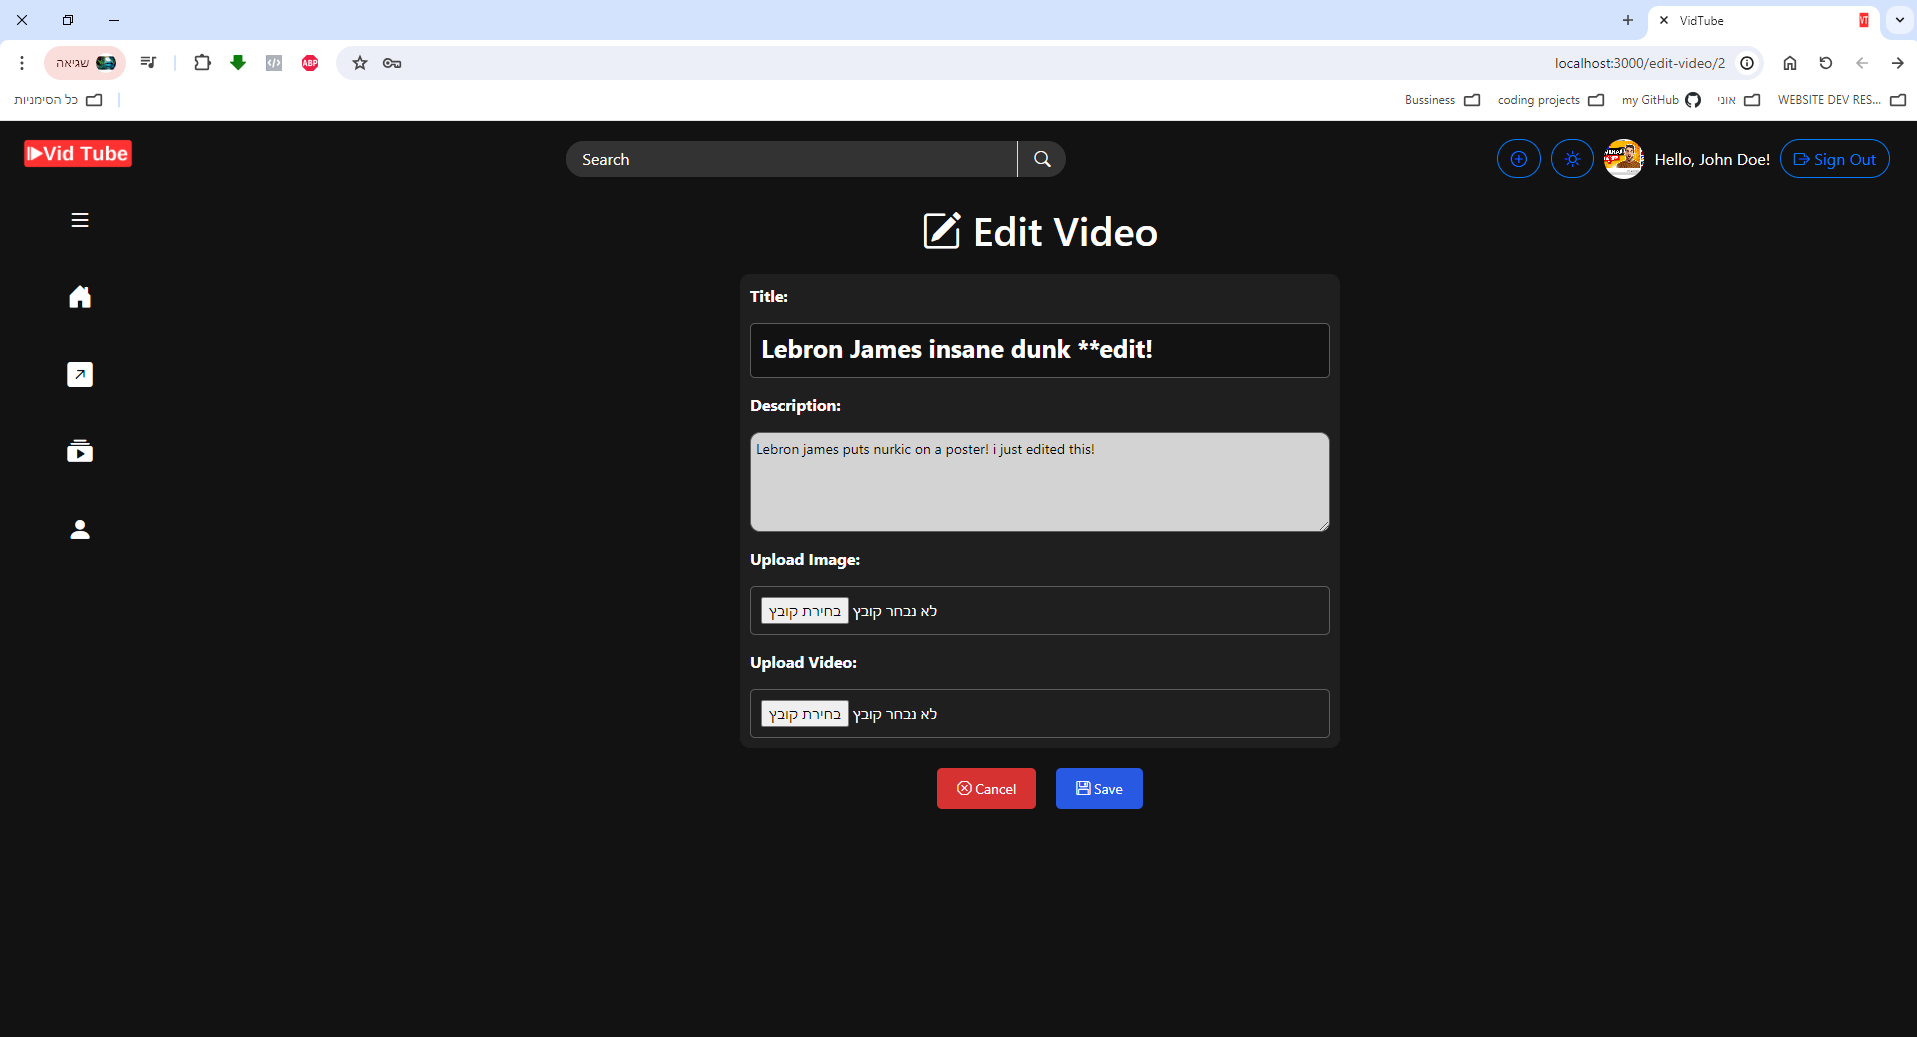 VidTube
שגיאה
localhost:3000/edit-video/2
כל הסימניות
Bussiness
coding projects
my GitHub
אוני
WEBSITE DEV RES...
Vid Tube
Search
Hello, John Doe!
Sign Out
Edit Video
Title:
Lebron James insane dunk **edit!
Description:
Lebron james puts nurkic on a poster! i just edited this!
Upload Image:
בחירת קובץ לא נבחר קובץ
Upload Video:
בחירת קובץ לא נבחר קובץ
Cancel
Save